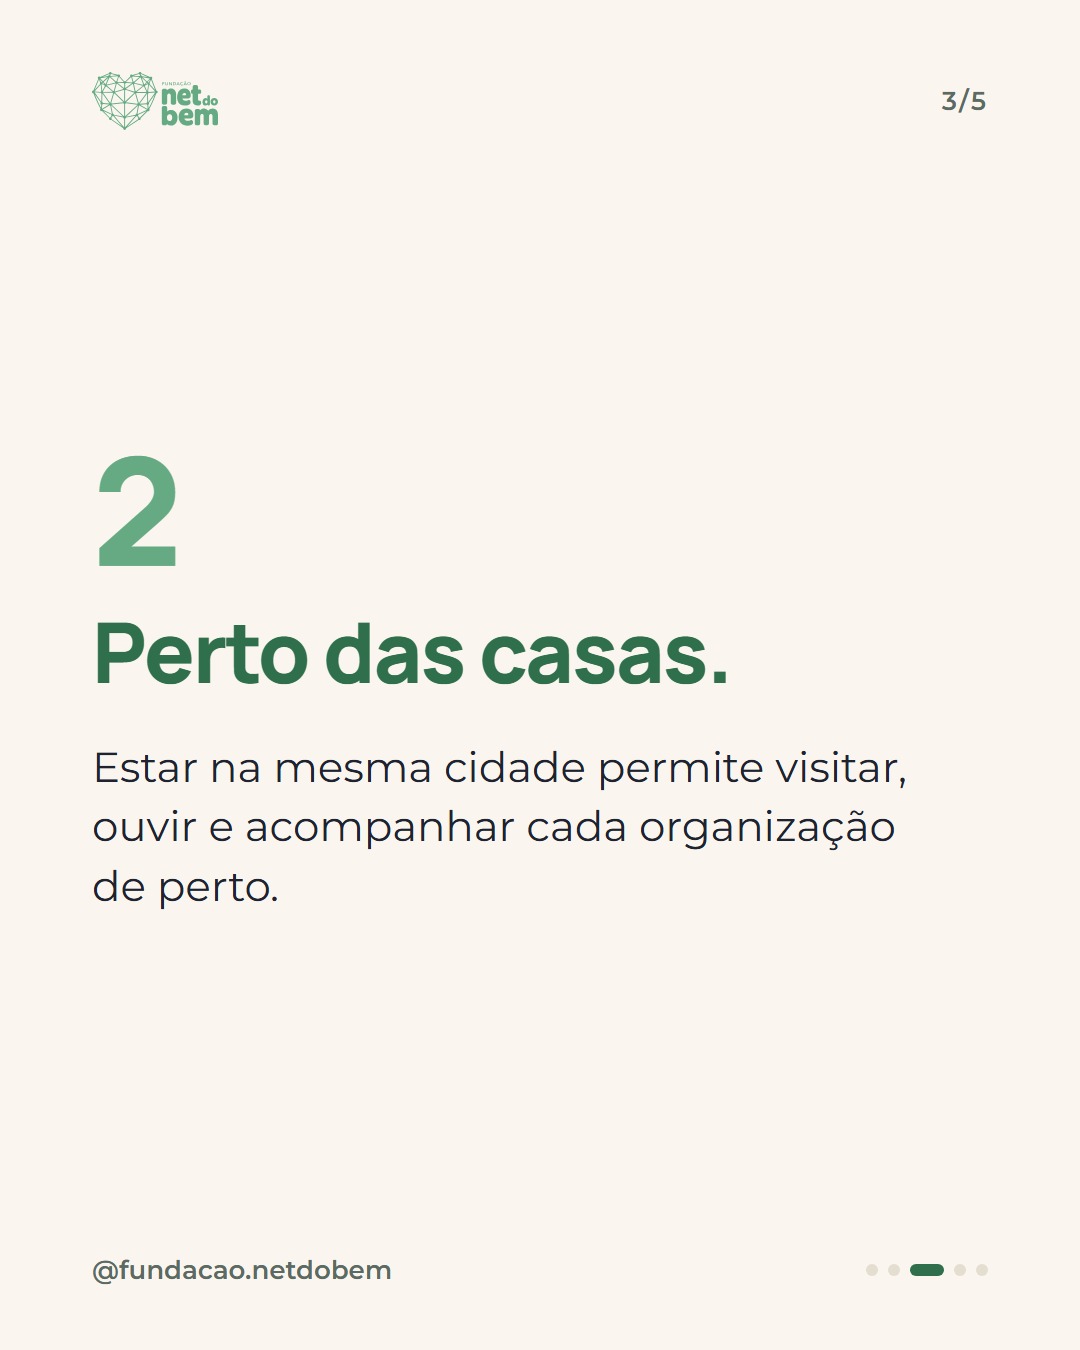 FUNDAÇÃO
net do
bem
3/5
2
Perto das casas.
Estar na mesma cidade permite visitar,
ouvir e acompanhar cada organização
de perto.
@fundacao.netdobem